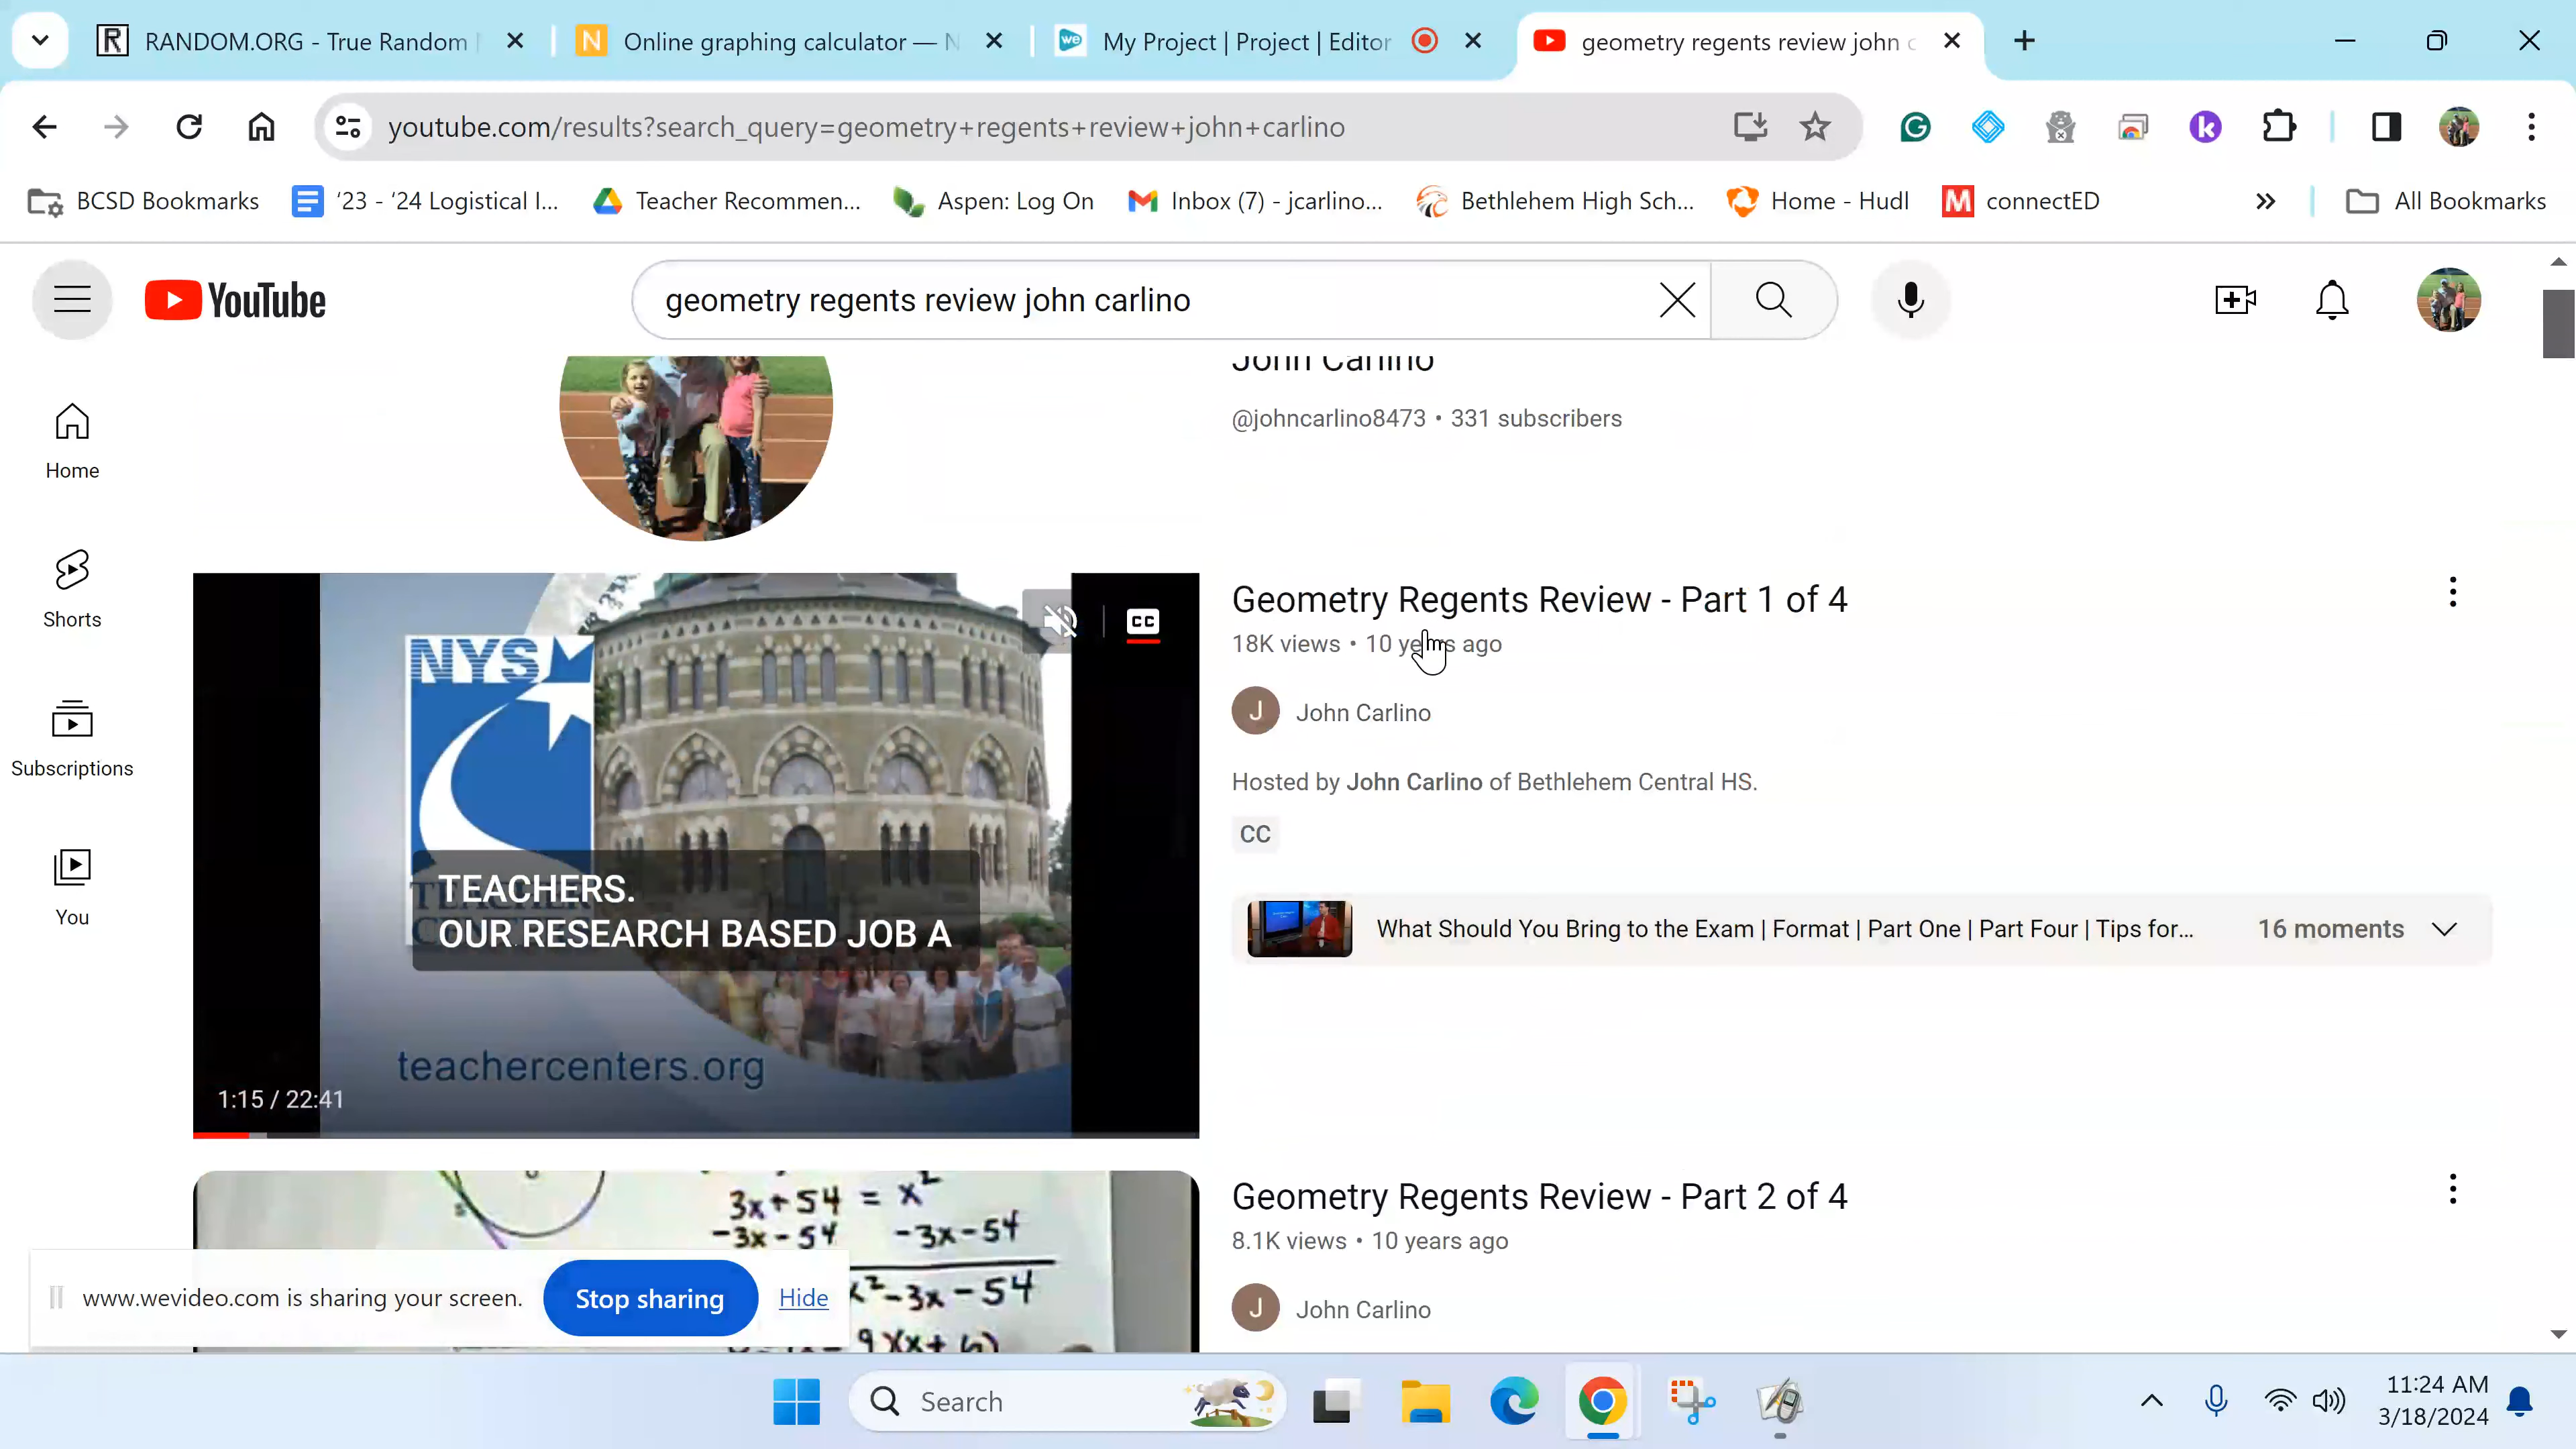 RANDOM.ORG - True Random
Online graphing calculator — N
My Project | Project | Editor
geometry regents review john c
youtube.com/results?search_query=geometry+regents+review+john+carlino
BCSD Bookmarks
'23 - '24 Logistical I...
Teacher Recommen...
Aspen: Log On
Inbox (7) - jcarlino...
Bethlehem High Sch...
Home - Hudl
connectED
All Bookmarks
YouTube
geometry regents review john carlino
John Carlino
@johncarlino8473 • 331 subscribers
Home
Shorts
Subscriptions
You
NYS
TEACHERS.
OUR RESEARCH BASED JOB A
teachercenters.org
1:15 / 22:41
CC
Geometry Regents Review - Part 1 of 4
18K views • 10 years ago
J
John Carlino
Hosted by John Carlino of Bethlehem Central HS.
CC
What Should You Bring to the Exam | Format | Part One | Part Four | Tips for...
16 moments
3x + 54 = x²
-3x - 54 -3x - 54
x² - 3x - 54
Geometry Regents Review - Part 2 of 4
8.1K views • 10 years ago
J
John Carlino
www.wevideo.com is sharing your screen.
Stop sharing
Hide
Search
11:24 AM
3/18/2024